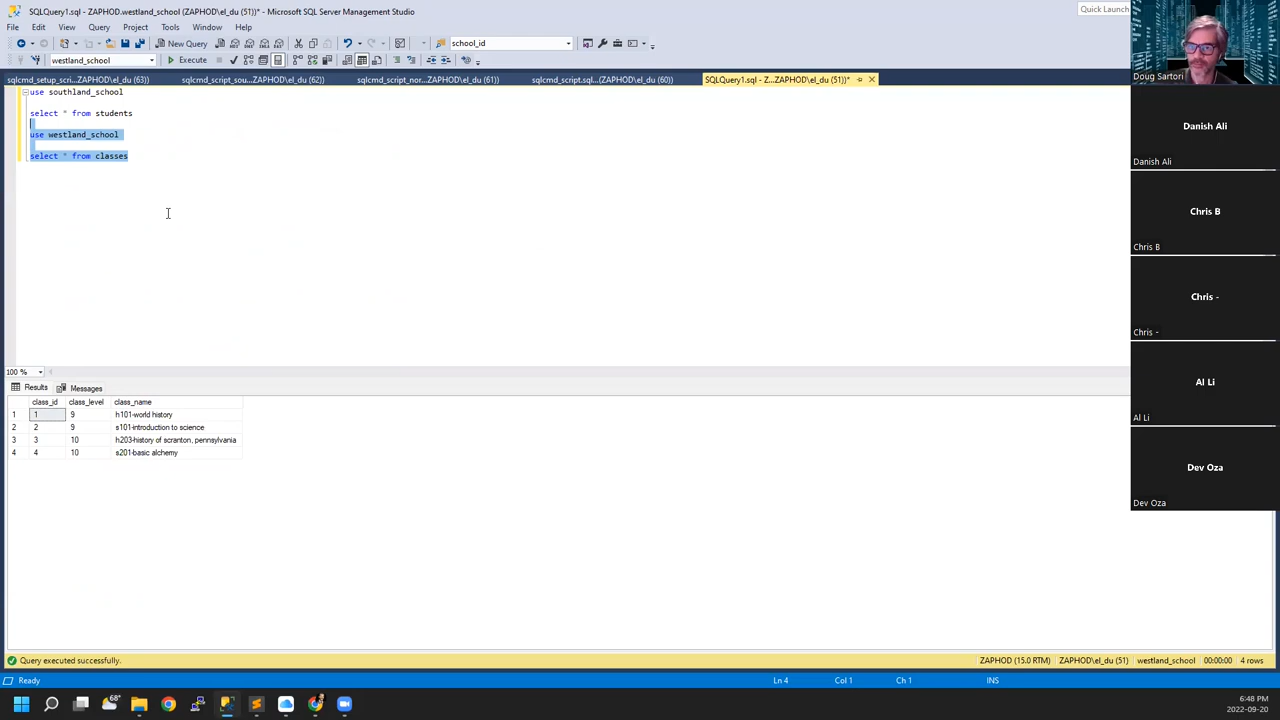 SQLQuery1.sql - ZAPHOD.westland_school (ZAPHOD\el_du (51))* - Microsoft SQL Server Management Studio
Quick Launch
File Edit View Query Project Tools Window Help
New Query
school_id
westland_school
Execute
sqlcmd_setup_scri...ZAPHOD\el_du (63))
sqlcmd_script_sou...ZAPHOD\el_du (62))
sqlcmd_script_nor...ZAPHOD\el_du (61))
sqlcmd_script.sql...(ZAPHOD\el_du (60))
SQLQuery1.sql - Z...ZAPHOD\el_du (51))*
use southland_school
select * from students
use westland_school
select * from classes
100 %
Results Messages
class_id class_level class_name
1 1 9 h101-world history
2 2 9 s101-introduction to science
3 3 10 h203-history of scranton, pennsylvania
4 4 10 s201-basic alchemy
Query executed successfully.
ZAPHOD (15.0 RTM) ZAPHOD\el_du (51) westland_school 00:00:00 4 rows
Ready
Ln 4 Col 1 Ch 1 INS
68°
6:48 PM
2022-09-20
Doug Sartori
Danish Ali
Danish Ali
Chris B
Chris B
Chris -
Chris -
Al Li
Al Li
Dev Oza
Dev Oza